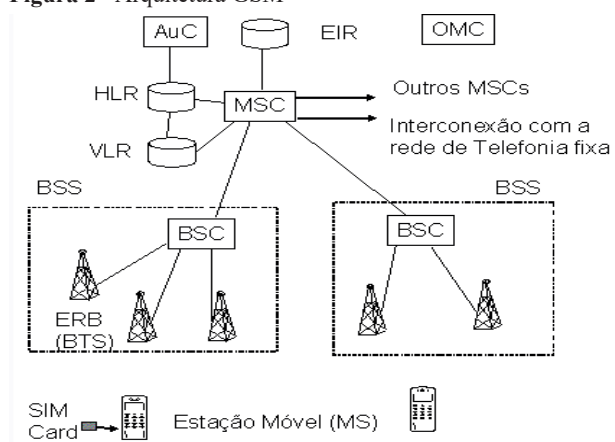 Figura 2 - Arquitetura GSM
AuC
EIR
OMC
HLR
MSC
Outros MSCs
Interconexão com a
rede de Telefonia fixa
VLR
BSS
BSS
BSC
BSC
ERB
(BTS)
SIM
Card
Estação Móvel (MS)